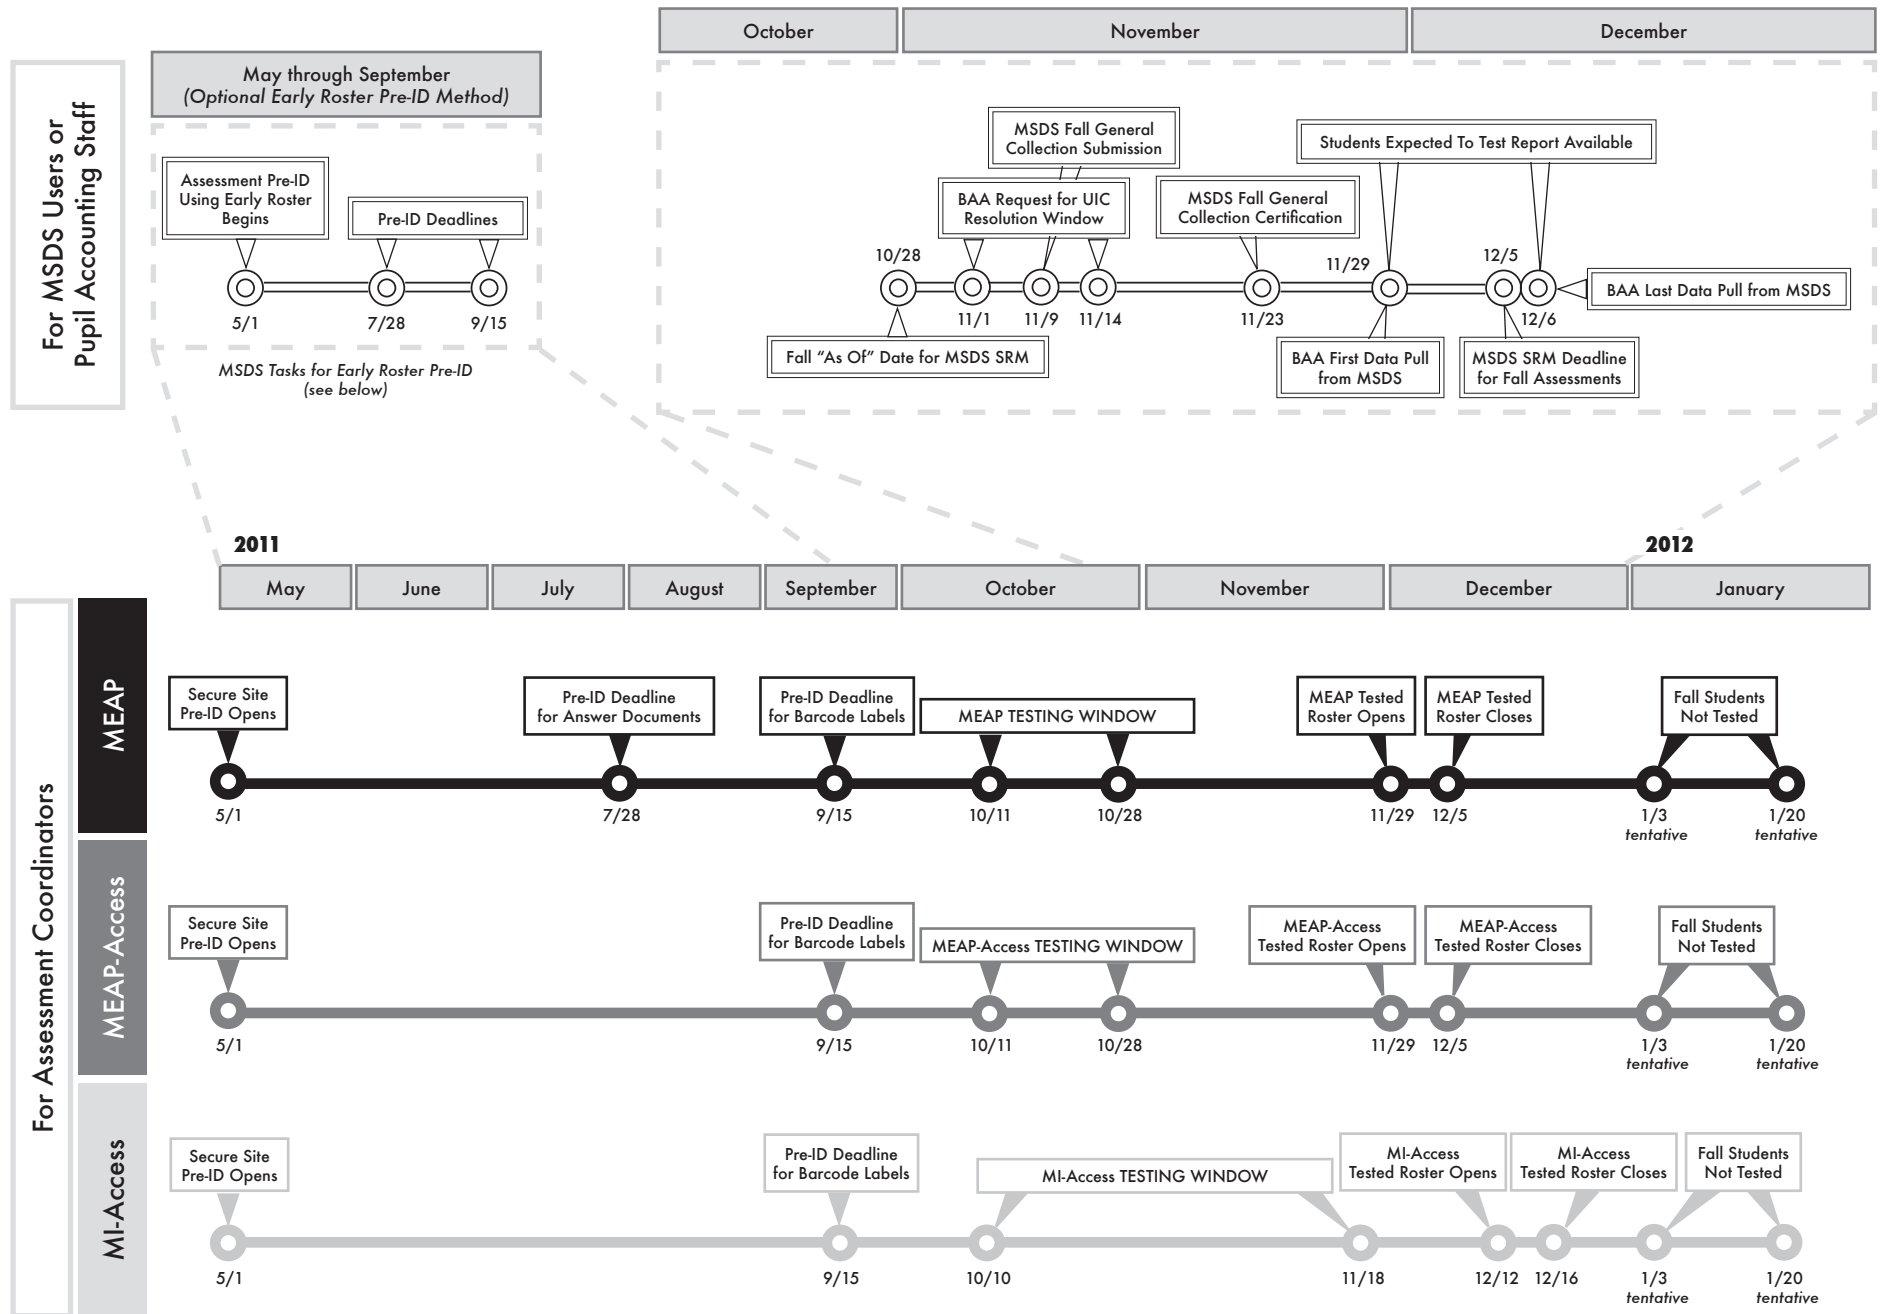 October
November
December
For MSDS Users or
Pupil Accounting Staff
May through September
(Optional Early Roster Pre-ID Method)
Assessment Pre-ID
Using Early Roster
Begins
Pre-ID Deadlines
5/1
7/28
9/15
MSDS Tasks for Early Roster Pre-ID
(see below)
MSDS Fall General
Collection Submission
Students Expected To Test Report Available
BAA Request for UIC
Resolution Window
MSDS Fall General
Collection Certification
10/28
11/29
12/5
BAA Last Data Pull from MSDS
11/1
11/9
11/14
11/23
12/6
Fall "As Of" Date for MSDS SRM
BAA First Data Pull
from MSDS
MSDS SRM Deadline
for Fall Assessments
2011
2012
May
June
July
August
September
October
November
December
January
For Assessment Coordinators
MEAP
Secure Site
Pre-ID Opens
Pre-ID Deadline
for Answer Documents
Pre-ID Deadline
for Barcode Labels
MEAP TESTING WINDOW
MEAP Tested
Roster Opens
MEAP Tested
Roster Closes
Fall Students
Not Tested
5/1
7/28
9/15
10/11
10/28
11/29
12/5
1/3
tentative
1/20
tentative
MEAP-Access
Secure Site
Pre-ID Opens
Pre-ID Deadline
for Barcode Labels
MEAP-Access TESTING WINDOW
MEAP-Access
Tested Roster Opens
MEAP-Access
Tested Roster Closes
Fall Students
Not Tested
5/1
9/15
10/11
10/28
11/29
12/5
1/3
tentative
1/20
tentative
MI-Access
Secure Site
Pre-ID Opens
Pre-ID Deadline
for Barcode Labels
MI-Access TESTING WINDOW
MI-Access
Tested Roster Opens
MI-Access
Tested Roster Closes
Fall Students
Not Tested
5/1
9/15
10/10
11/18
12/12
12/16
1/3
tentative
1/20
tentative